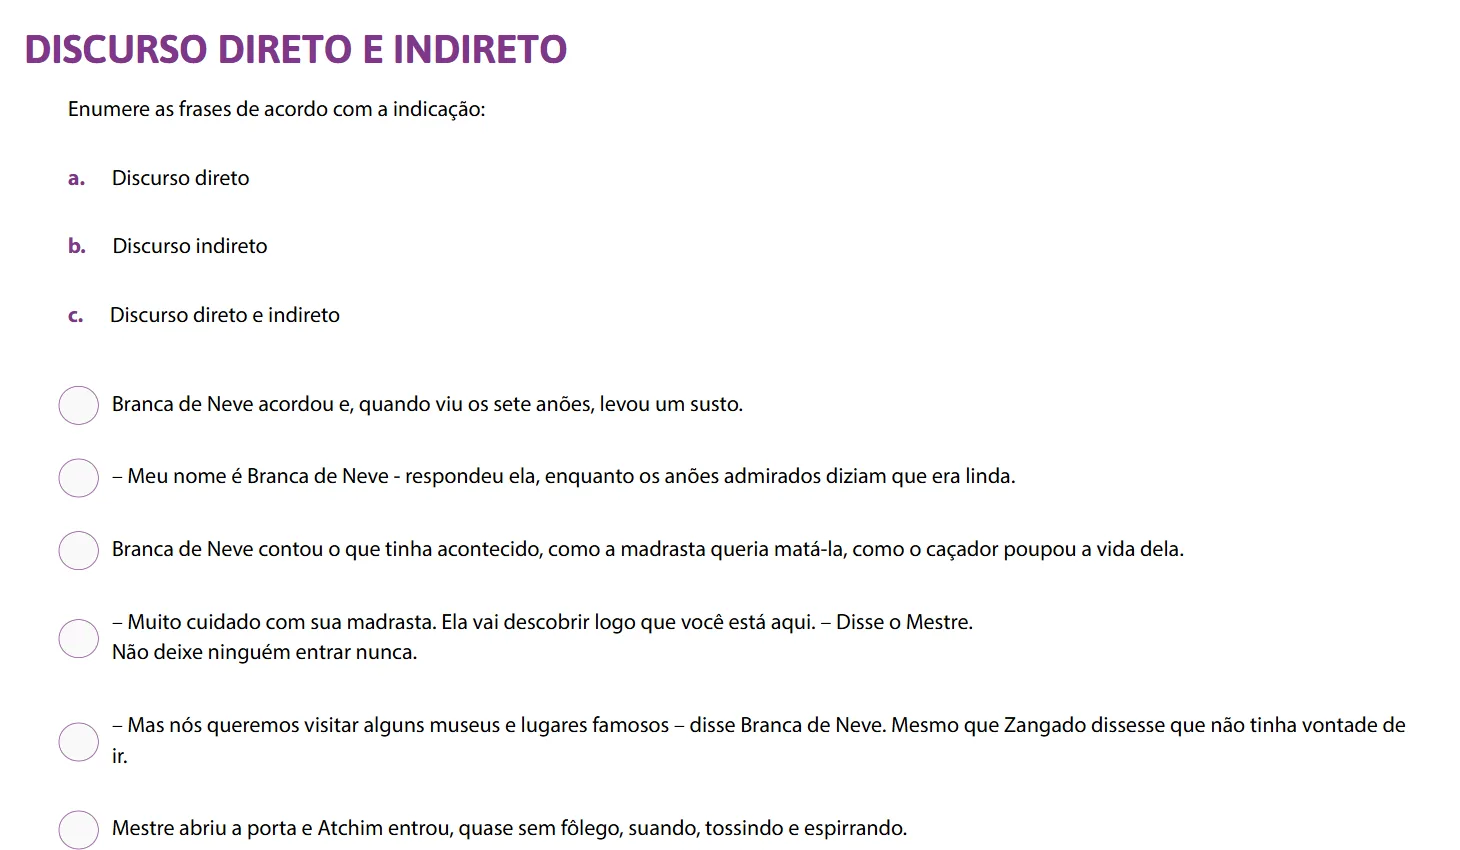 DISCURSO DIRETO E INDIRETO
Enumere as frases de acordo com a indicação:
a. Discurso direto
b. Discurso indireto
c. Discurso direto e indireto
Branca de Neve acordou e, quando viu os sete anões, levou um susto.
– Meu nome é Branca de Neve - respondeu ela, enquanto os anões admirados diziam que era linda.
Branca de Neve contou o que tinha acontecido, como a madrasta queria matá-la, como o caçador poupou a vida dela.
– Muito cuidado com sua madrasta. Ela vai descobrir logo que você está aqui. – Disse o Mestre.
Não deixe ninguém entrar nunca.
– Mas nós queremos visitar alguns museus e lugares famosos – disse Branca de Neve. Mesmo que Zangado dissesse que não tinha vontade de
ir.
Mestre abriu a porta e Atchim entrou, quase sem fôlego, suando, tossindo e espirrando.